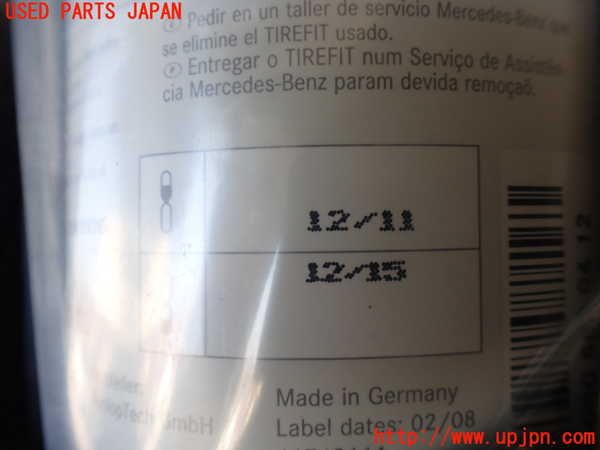 USED PARTS JAPAN
Pedir en un taller de servicio Mercedes-Benz que
se elimine el TIREFIT usado.
Entregar o TIREFIT num Serviço de Assistên-
cia Mercedes-Benz param devida remoção.
12/11
12/15
Made in Germany
GmbH
Label dates: 02/08
http://www.upjpn.com/